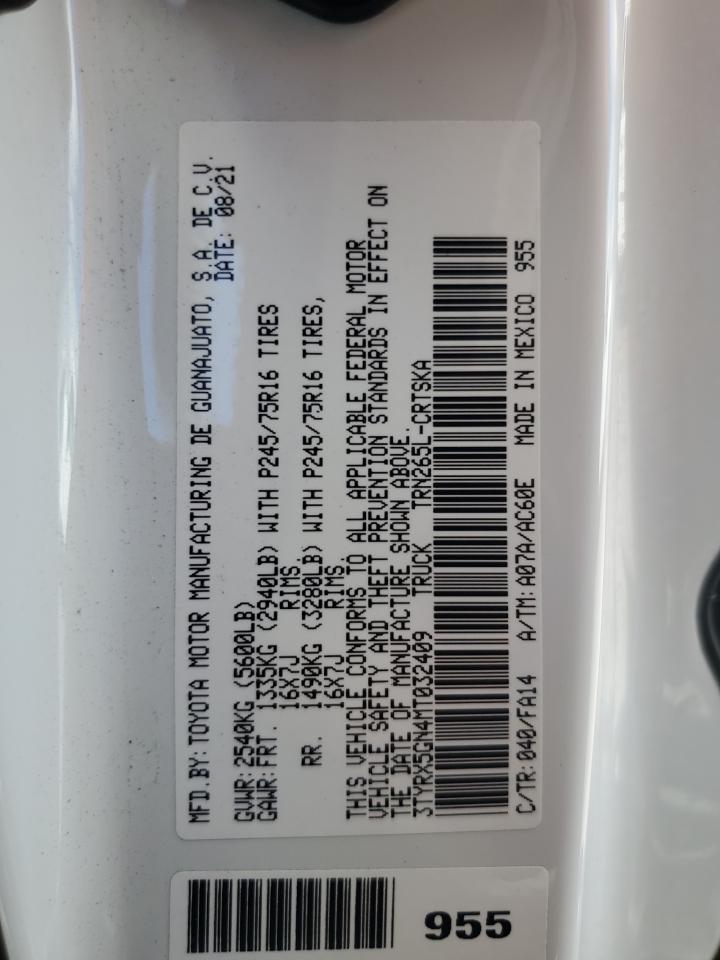 MFD.BY: TOYOTA MOTOR MANUFACTURING DE GUANAJUATO, S.A. DE C.V.
DATE: 08/21
GVWR: 2540KG (5600LB)
GAWR: FRT. 1335KG (2940LB) WITH P245/75R16 TIRES
16X7J RIMS.
RR. 1490KG (3280LB) WITH P245/75R16 TIRES,
16X7J RIMS.
THIS VEHICLE CONFORMS TO ALL APPLICABLE FEDERAL MOTOR
VEHICLE SAFETY AND THEFT PREVENTION STANDARDS IN EFFECT ON
THE DATE OF MANUFACTURE SHOWN ABOVE.
3TYRX5GN4MT032409 TRUCK TRN265L-CRTSKA
C/TR: 040/FA14 A/TM: A07A/AC60E MADE IN MEXICO 955
955